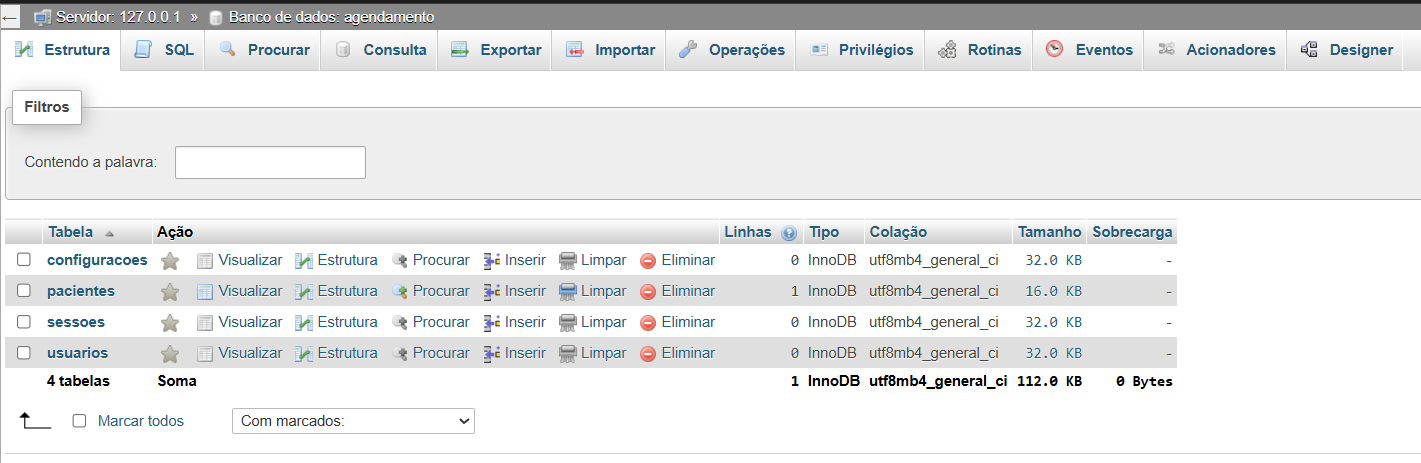 ← Servidor: 127.0.0.1 » Banco de dados: agendamento
Estrutura SQL Procurar Consulta Exportar Importar Operações Privilégios Rotinas Eventos Acionadores Designer
Filtros
Contendo a palavra:
Tabela Ação Linhas ? Tipo Colação Tamanho Sobrecarga
configuracoes Visualizar Estrutura Procurar Inserir Limpar Eliminar 0 InnoDB utf8mb4_general_ci 32.0 KB -
pacientes Visualizar Estrutura Procurar Inserir Limpar Eliminar 1 InnoDB utf8mb4_general_ci 16.0 KB -
sessoes Visualizar Estrutura Procurar Inserir Limpar Eliminar 0 InnoDB utf8mb4_general_ci 32.0 KB -
usuarios Visualizar Estrutura Procurar Inserir Limpar Eliminar 0 InnoDB utf8mb4_general_ci 32.0 KB -
4 tabelas Soma 1 InnoDB utf8mb4_general_ci 112.0 KB 0 Bytes
Marcar todos Com marcados: